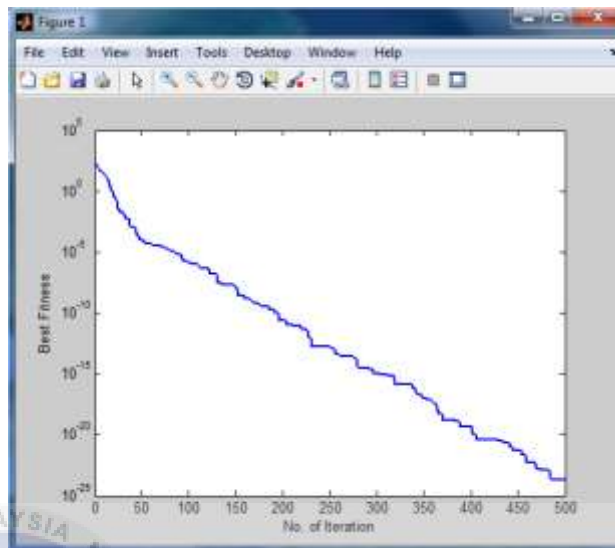 Figure 1
File Edit View Insert Tools Desktop Window Help
10^5
10^0
10^-5
10^-10
10^-15
10^-20
10^-25
Best Fitness
0 50 100 150 200 250 300 350 400 450 500
No. of Iteration
AYSIA